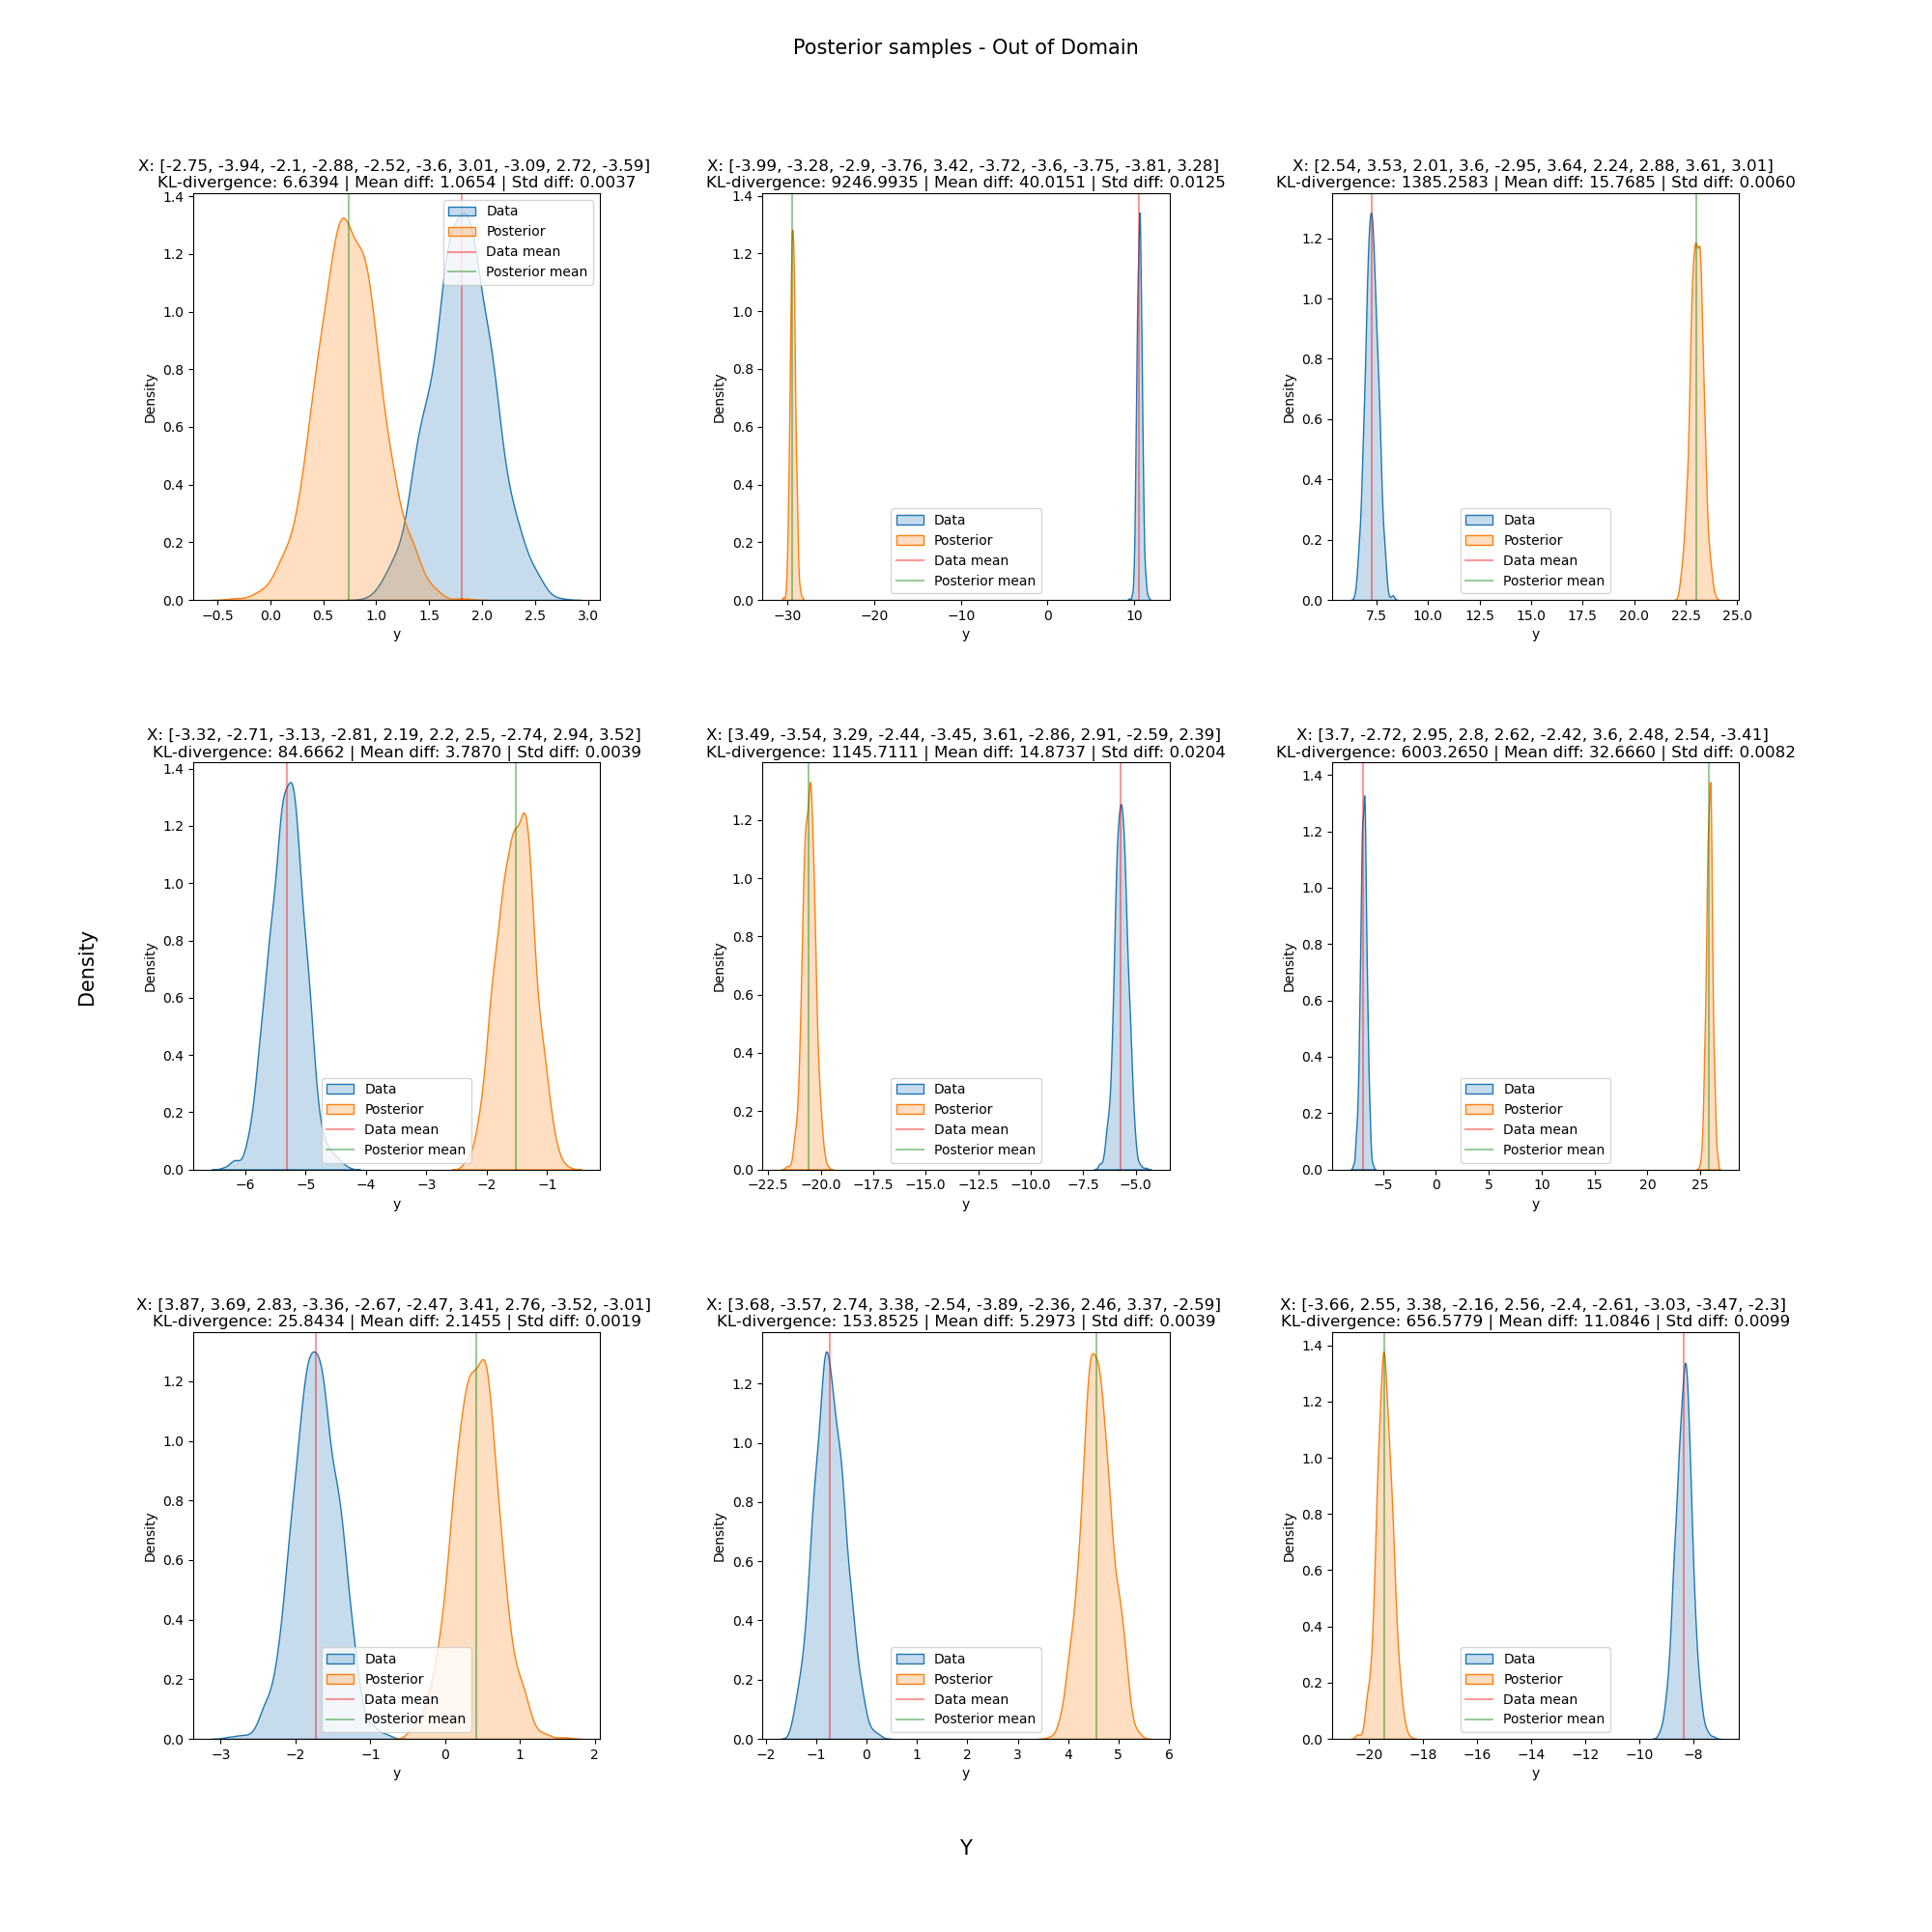 Posterior samples - Out of Domain
X: [-2.75, -3.94, -2.1, -2.88, -2.52, -3.6, 3.01, -3.09, 2.72, -3.59]
KL-divergence: 6.6394 | Mean diff: 1.0654 | Std diff: 0.0037
1.4
1.2
1.0
0.8
0.6
0.4
0.2
0.0
Density
Data
Posterior
Data mean
Posterior mean
−0.5 0.0 0.5 1.0 1.5 2.0 2.5 3.0
y
X: [-3.99, -3.28, -2.9, -3.76, 3.42, -3.72, -3.6, -3.75, -3.81, 3.28]
KL-divergence: 9246.9935 | Mean diff: 40.0151 | Std diff: 0.0125
1.4
1.2
1.0
0.8
0.6
0.4
0.2
0.0
Density
Data
Posterior
Data mean
Posterior mean
−30 −20 −10 0 10
y
X: [2.54, 3.53, 2.01, 3.6, -2.95, 3.64, 2.24, 2.88, 3.61, 3.01]
KL-divergence: 1385.2583 | Mean diff: 15.7685 | Std diff: 0.0060
1.2
1.0
0.8
0.6
0.4
0.2
0.0
Density
Data
Posterior
Data mean
Posterior mean
7.5 10.0 12.5 15.0 17.5 20.0 22.5 25.0
y
X: [-3.32, -2.71, -3.13, -2.81, 2.19, 2.2, 2.5, -2.74, 2.94, 3.52]
KL-divergence: 84.6662 | Mean diff: 3.7870 | Std diff: 0.0039
1.4
1.2
1.0
0.8
0.6
0.4
0.2
0.0
Density
Data
Posterior
Data mean
Posterior mean
−6 −5 −4 −3 −2 −1
y
X: [3.49, -3.54, 3.29, -2.44, -3.45, 3.61, -2.86, 2.91, -2.59, 2.39]
KL-divergence: 1145.7111 | Mean diff: 14.8737 | Std diff: 0.0204
1.2
1.0
0.8
0.6
0.4
0.2
0.0
Density
Data
Posterior
Data mean
Posterior mean
−22.5 −20.0 −17.5 −15.0 −12.5 −10.0 −7.5 −5.0
y
X: [3.7, -2.72, 2.95, 2.8, 2.62, -2.42, 3.6, 2.48, 2.54, -3.41]
KL-divergence: 6003.2650 | Mean diff: 32.6660 | Std diff: 0.0082
1.4
1.2
1.0
0.8
0.6
0.4
0.2
0.0
Density
Data
Posterior
Data mean
Posterior mean
−5 0 5 10 15 20 25
y
Density
X: [3.87, 3.69, 2.83, -3.36, -2.67, -2.47, 3.41, 2.76, -3.52, -3.01]
KL-divergence: 25.8434 | Mean diff: 2.1455 | Std diff: 0.0019
1.2
1.0
0.8
0.6
0.4
0.2
0.0
Density
Data
Posterior
Data mean
Posterior mean
−3 −2 −1 0 1 2
y
X: [3.68, -3.57, 2.74, 3.38, -2.54, -3.89, -2.36, 2.46, 3.37, -2.59]
KL-divergence: 153.8525 | Mean diff: 5.2973 | Std diff: 0.0039
1.2
1.0
0.8
0.6
0.4
0.2
0.0
Density
Data
Posterior
Data mean
Posterior mean
−2 −1 0 1 2 3 4 5 6
y
X: [-3.66, 2.55, 3.38, -2.16, 2.56, -2.4, -2.61, -3.03, -3.47, -2.3]
KL-divergence: 656.5779 | Mean diff: 11.0846 | Std diff: 0.0099
1.4
1.2
1.0
0.8
0.6
0.4
0.2
0.0
Density
Data
Posterior
Data mean
Posterior mean
−20 −18 −16 −14 −12 −10 −8
y
Y